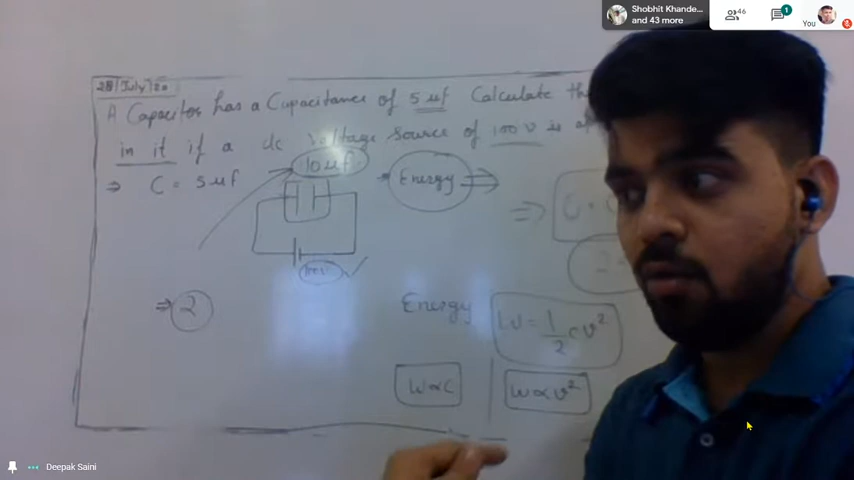 Shobhit Khande...
and 43 more
46
1
You
28 July 20
A Capacitor has a Capacitance of 5 uf Calculate th
in it if a dc voltage source of 100 V is a
⇒ C = 5 uf
10 uf
Energy ⇒
⇒
⇒ 2
Energy
W = 1/2 CV²
W∝C
W∝V²
Deepak Saini